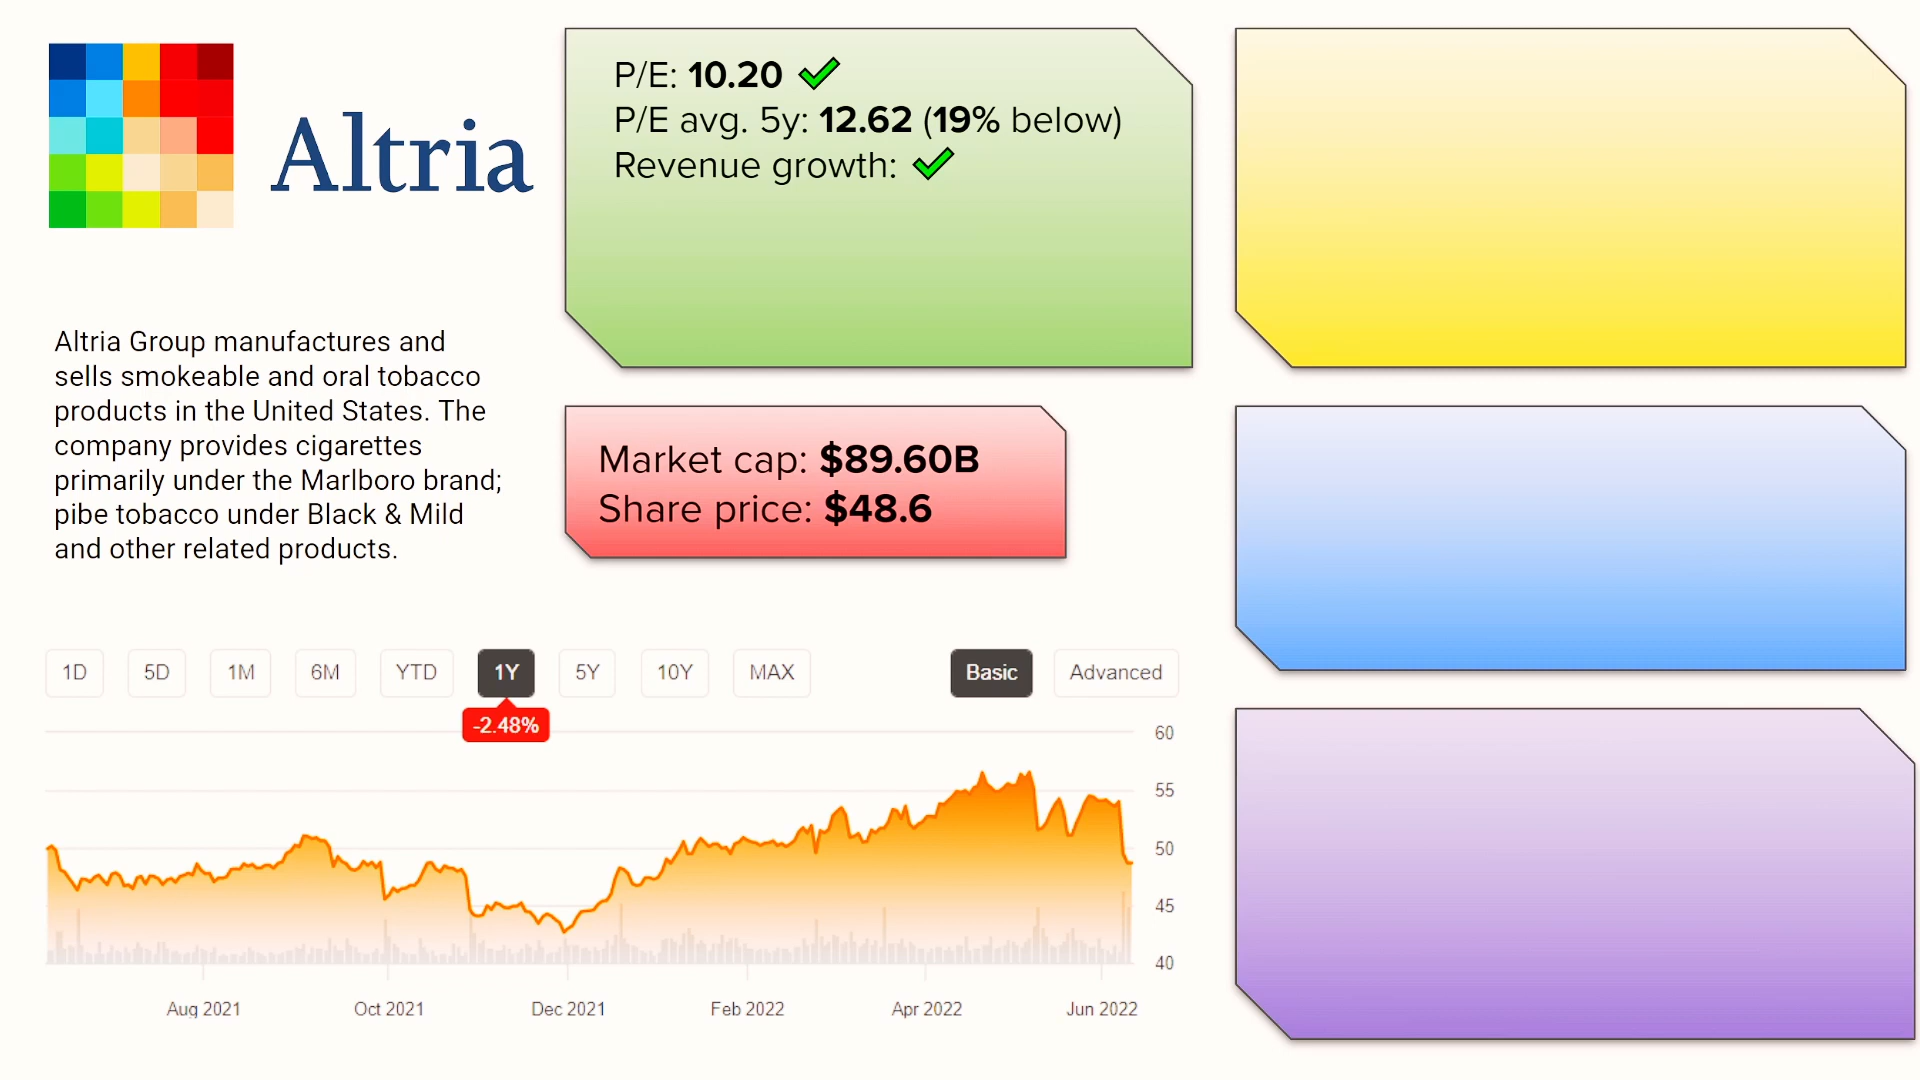 Altria
P/E: 10.20
P/E avg. 5y: 12.62 (19% below)
Revenue growth:
Altria Group manufactures and
sells smokeable and oral tobacco
products in the United States. The
company provides cigarettes
primarily under the Marlboro brand;
pibe tobacco under Black & Mild
and other related products.
Market cap: $89.60B
Share price: $48.6
1D 5D 1M 6M YTD 1Y 5Y 10Y MAX Basic Advanced
-2.48%
60
55
50
45
40
Aug 2021 Oct 2021 Dec 2021 Feb 2022 Apr 2022 Jun 2022